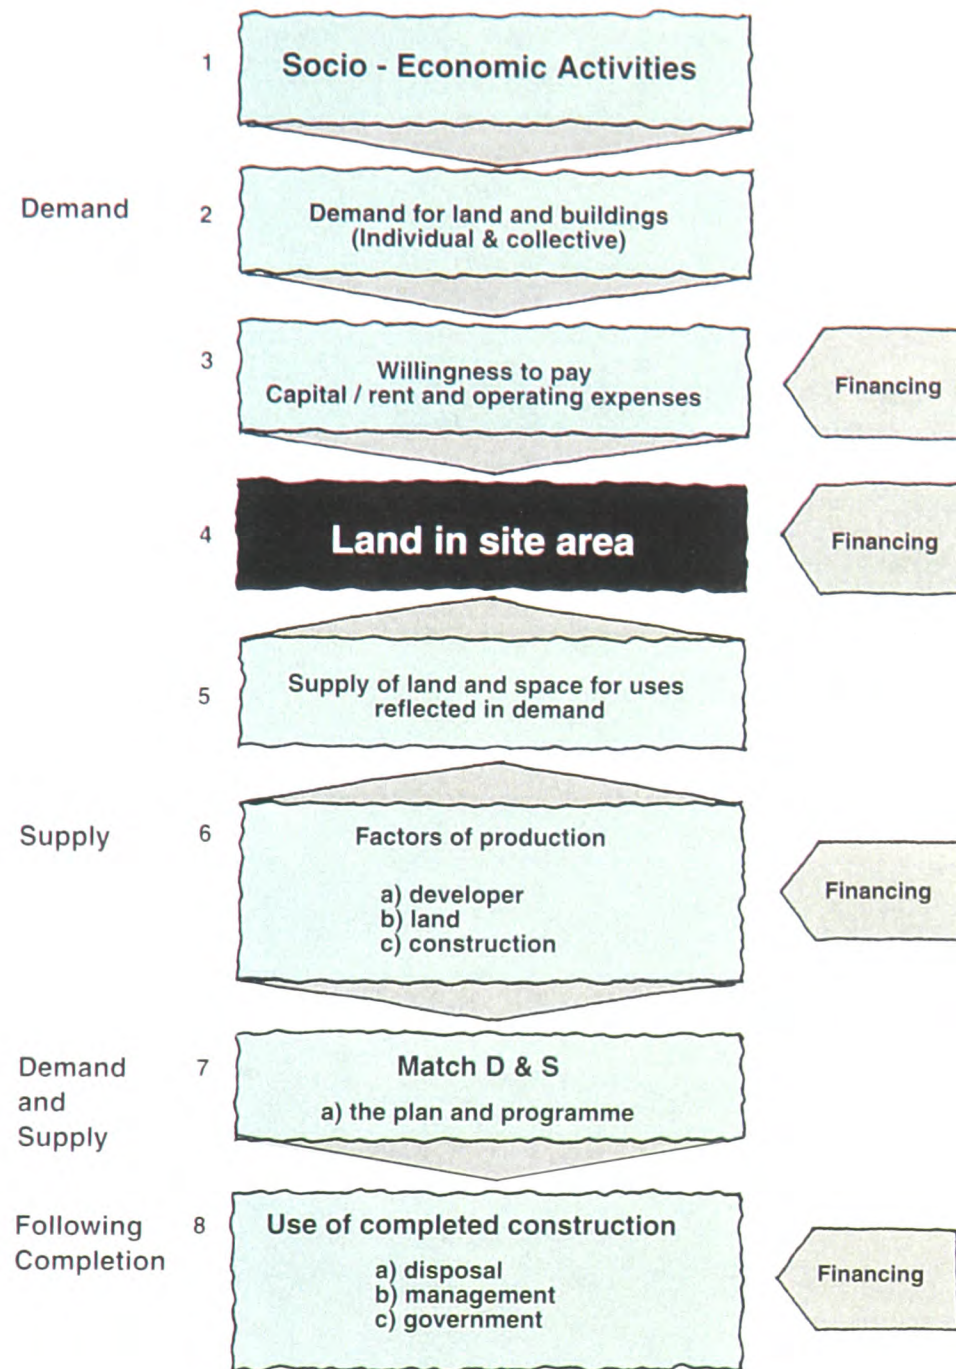 1
Socio - Economic Activities
Demand
2
Demand for land and buildings
(Individual & collective)
3
Willingness to pay
Capital / rent and operating expenses
Financing
4
Land in site area
Financing
5
Supply of land and space for uses
reflected in demand
Supply
6
Factors of production
a) developer
b) land
c) construction
Financing
Demand
and
Supply
7
Match D & S
a) the plan and programme
Following
Completion
8
Use of completed construction
a) disposal
b) management
c) government
Financing